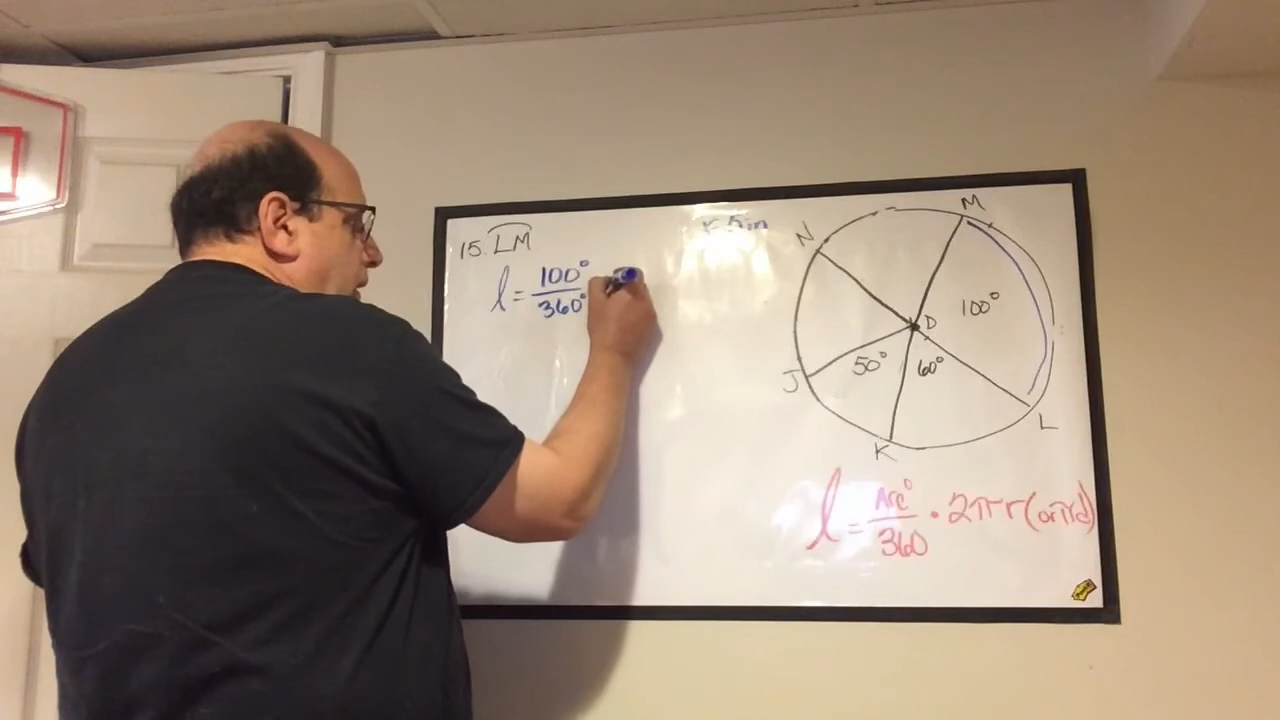 15. LM
r=5in
l = 100°/360°
N
M
D
100°
50°
60°
J
L
K
l = Arc°/360 • 2πr (or πd)